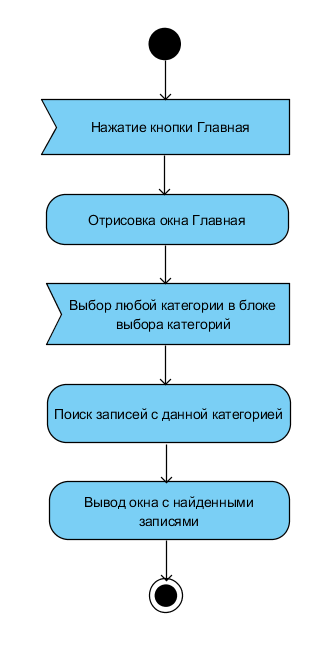 Нажатие кнопки Главная
Отрисовка окна Главная
Выбор любой категории в блоке
выбора категорий
Поиск записей с данной категорией
Вывод окна с найденными
записями